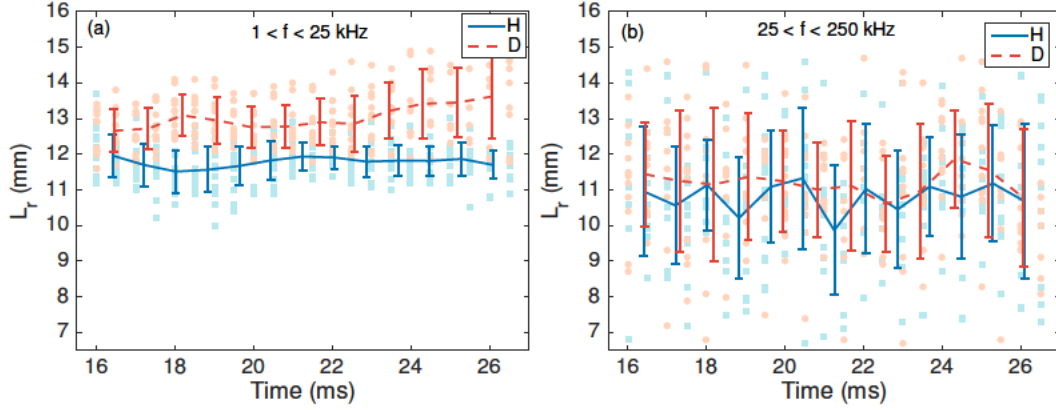 (a)
1 < f < 25 kHz
H
D
16
15
14
13
12
11
10
9
8
7
L_r (mm)
16 18 20 22 24 26
Time (ms)
(b)
25 < f < 250 kHz
H
D
16
15
14
13
12
11
10
9
8
7
L_r (mm)
16 18 20 22 24 26
Time (ms)